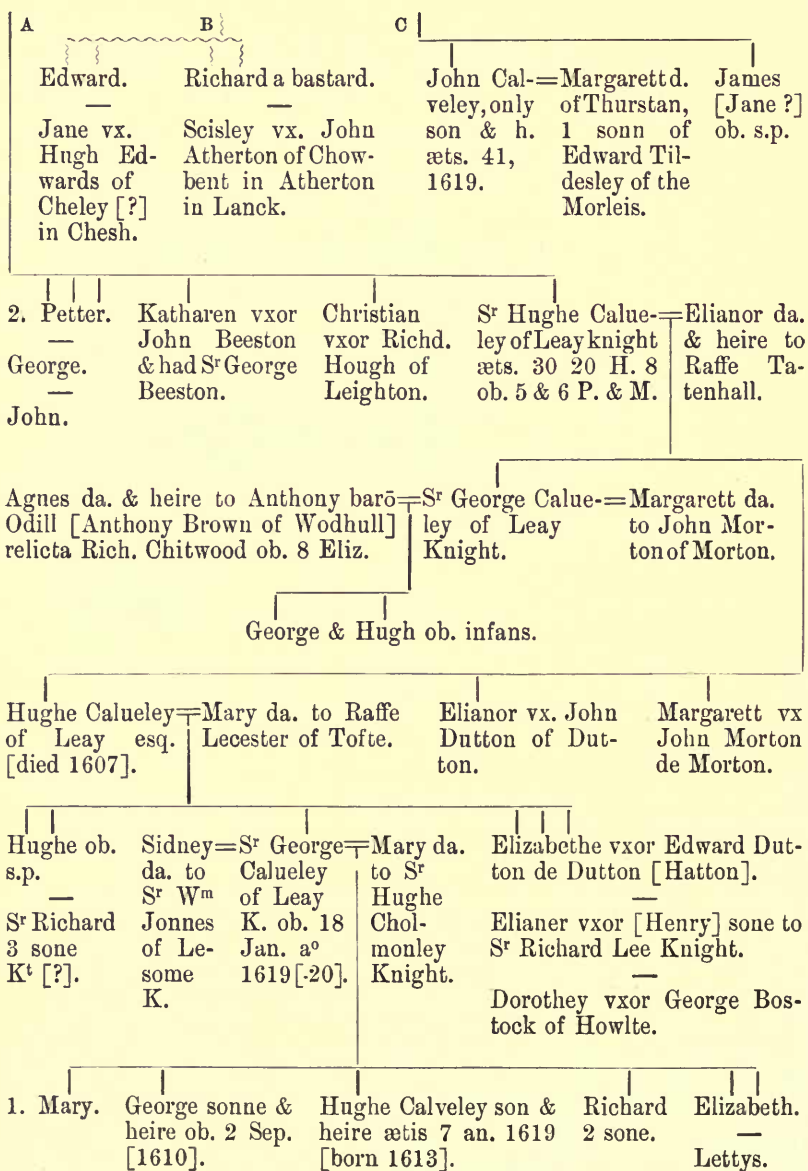 A
B
C
Edward.
—
Jane vx.
Hugh Ed-
wards of
Cheley [?]
in Chesh.
Richard a bastard.
—
Scisley vx. John
Atherton of Chow-
bent in Atherton
in Lanck.
John Cal-
veley, only
son & h.
æts. 41,
1619.
=Margarett d.
of Thurstan,
1 sonn of
Edward Til-
desley of the
Morleis.
James
[Jane ?]
ob. s.p.
2. Petter.
—
George.
—
John.
Katharen vxor
John Beeston
& had Sʳ George
Beeston.
Christian
vxor Richd.
Hough of
Leighton.
Sʳ Hughe Calue-
ley of Leay knight
æts. 30 20 H. 8
ob. 5 & 6 P. & M.
=Elianor da.
& heire to
Raffe Ta-
tenhall.
Agnes da. & heire to Anthony barō
Odill [Anthony Brown of Wodhull]
relicta Rich. Chitwood ob. 8 Eliz.
=Sʳ George Calue-
ley of Leay
Knight.
=Margarett da.
to John Mor-
ton of Morton.
George & Hugh ob. infans.
Hughe Calueley
of Leay esq.
[died 1607].
=Mary da. to Raffe
Lecester of Tofte.
Elianor vx. John
Dutton of Dut-
ton.
Margarett vx
John Morton
de Morton.
Hughe ob.
s.p.
—
Sʳ Richard
3 sone
Kᵗ [?].
Sidney
da. to
Sʳ Wᵐ
Jonnes
of Le-
some
K.
=Sʳ George
Calueley
of Leay
K. ob. 18
Jan. aº
1619[-20].
=Mary da.
to Sʳ
Hughe
Chol-
monley
Knight.
Elizabethe vxor Edward Dut-
ton de Dutton [Hatton].
—
Elianer vxor [Henry] sone to
Sʳ Richard Lee Knight.
—
Dorothey vxor George Bos-
tock of Howlte.
1. Mary.
George sonne &
heire ob. 2 Sep.
[1610].
Hughe Calveley son &
heire ætis 7 an. 1619
[born 1613].
Richard
2 sone.
Elizabeth.
—
Lettys.